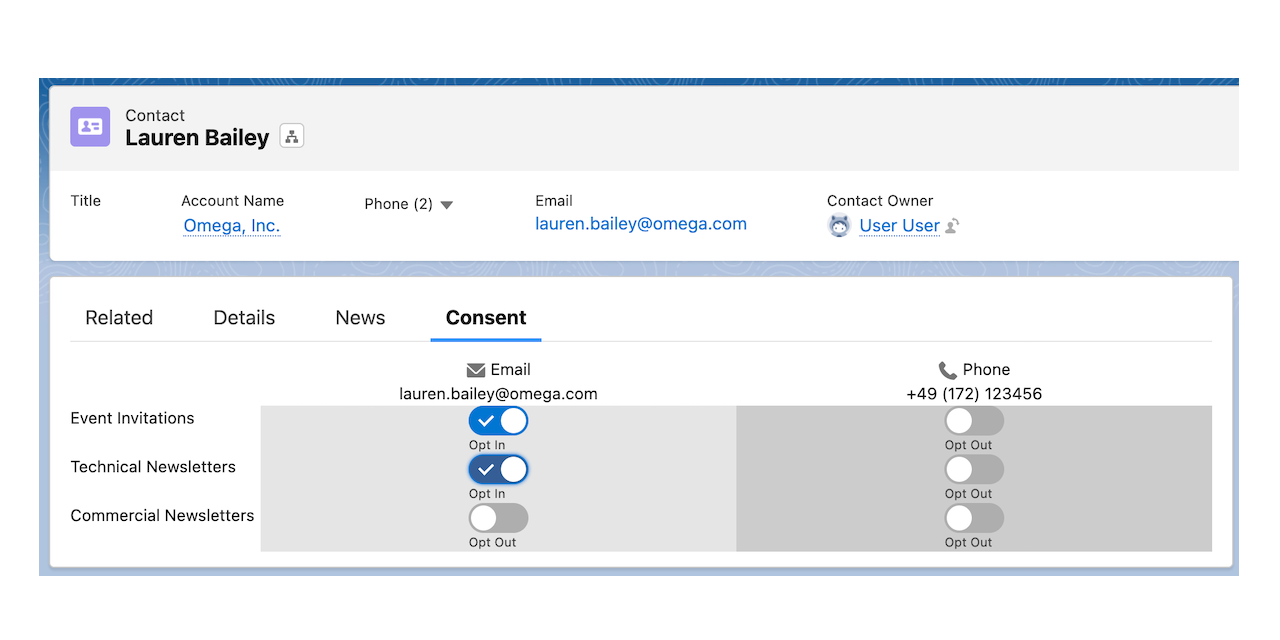 Contact
Lauren Bailey
Title
Account Name
Phone (2)
Email
Contact Owner
Omega, Inc.
lauren.bailey@omega.com
User User
Related
Details
News
Consent
Email
Phone
lauren.bailey@omega.com
+49 (172) 123456
Event Invitations
Opt In
Opt Out
Technical Newsletters
Opt In
Opt Out
Commercial Newsletters
Opt Out
Opt Out